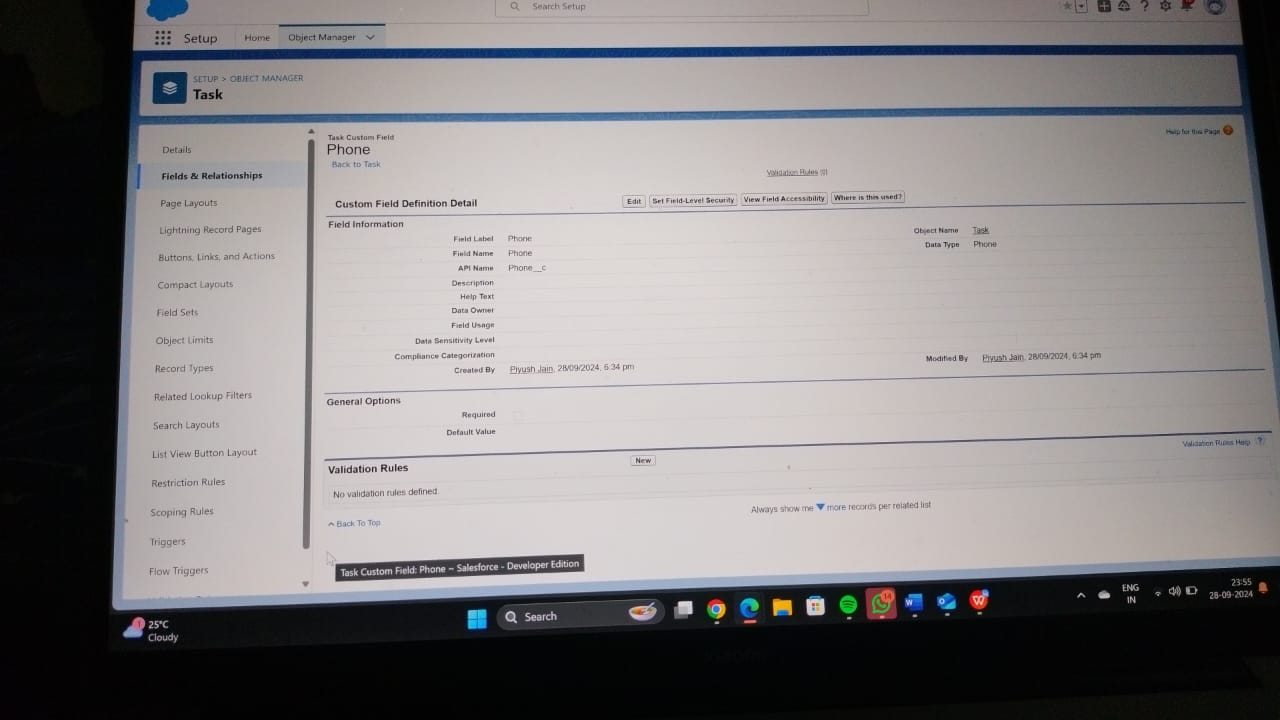 Search Setup
Setup
Home
Object Manager
SETUP > OBJECT MANAGER
Task
Details
Fields & Relationships
Page Layouts
Lightning Record Pages
Buttons, Links, and Actions
Compact Layouts
Field Sets
Object Limits
Record Types
Related Lookup Filters
Search Layouts
List View Button Layout
Restriction Rules
Scoping Rules
Triggers
Flow Triggers
Task Custom Field
Phone
Back to Task
Help for this Page
Validation Rules [0]
Custom Field Definition Detail
Edit
Set Field-Level Security
View Field Accessibility
Where is this used?
Field Information
Field Label Phone
Object Name Task
Field Name Phone
Data Type Phone
API Name Phone__c
Description
Help Text
Data Owner
Field Usage
Data Sensitivity Level
Compliance Categorization
Created By Piyush Jain, 28/09/2024, 6:34 pm
Modified By Piyush Jain, 28/09/2024, 6:34 pm
General Options
Required
Default Value
Validation Rules
New
Validation Rules Help ?
No validation rules defined.
Back To Top
Always show me more records per related list
Task Custom Field: Phone ~ Salesforce - Developer Edition
1
25°C
Cloudy
Search
14
ENG
IN
23:55
28-09-2024